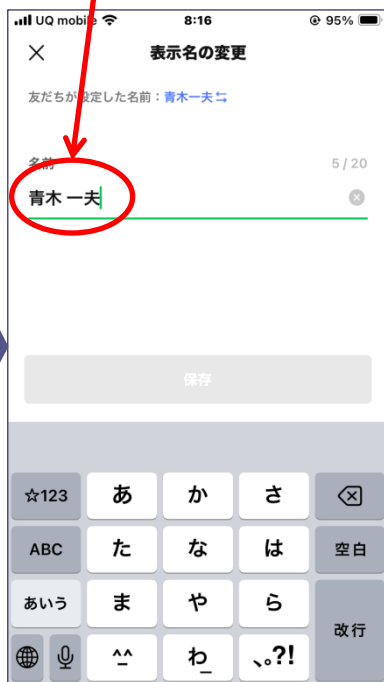 UQ mobile 8:16 95%
表示名の変更
友だちが設定した名前：青木一夫
名前 5/20
青木 一夫
保存
☆123 あ か さ
ABC た な は 空白
あいう ま や ら 改行
^^ わ_ 、。?!